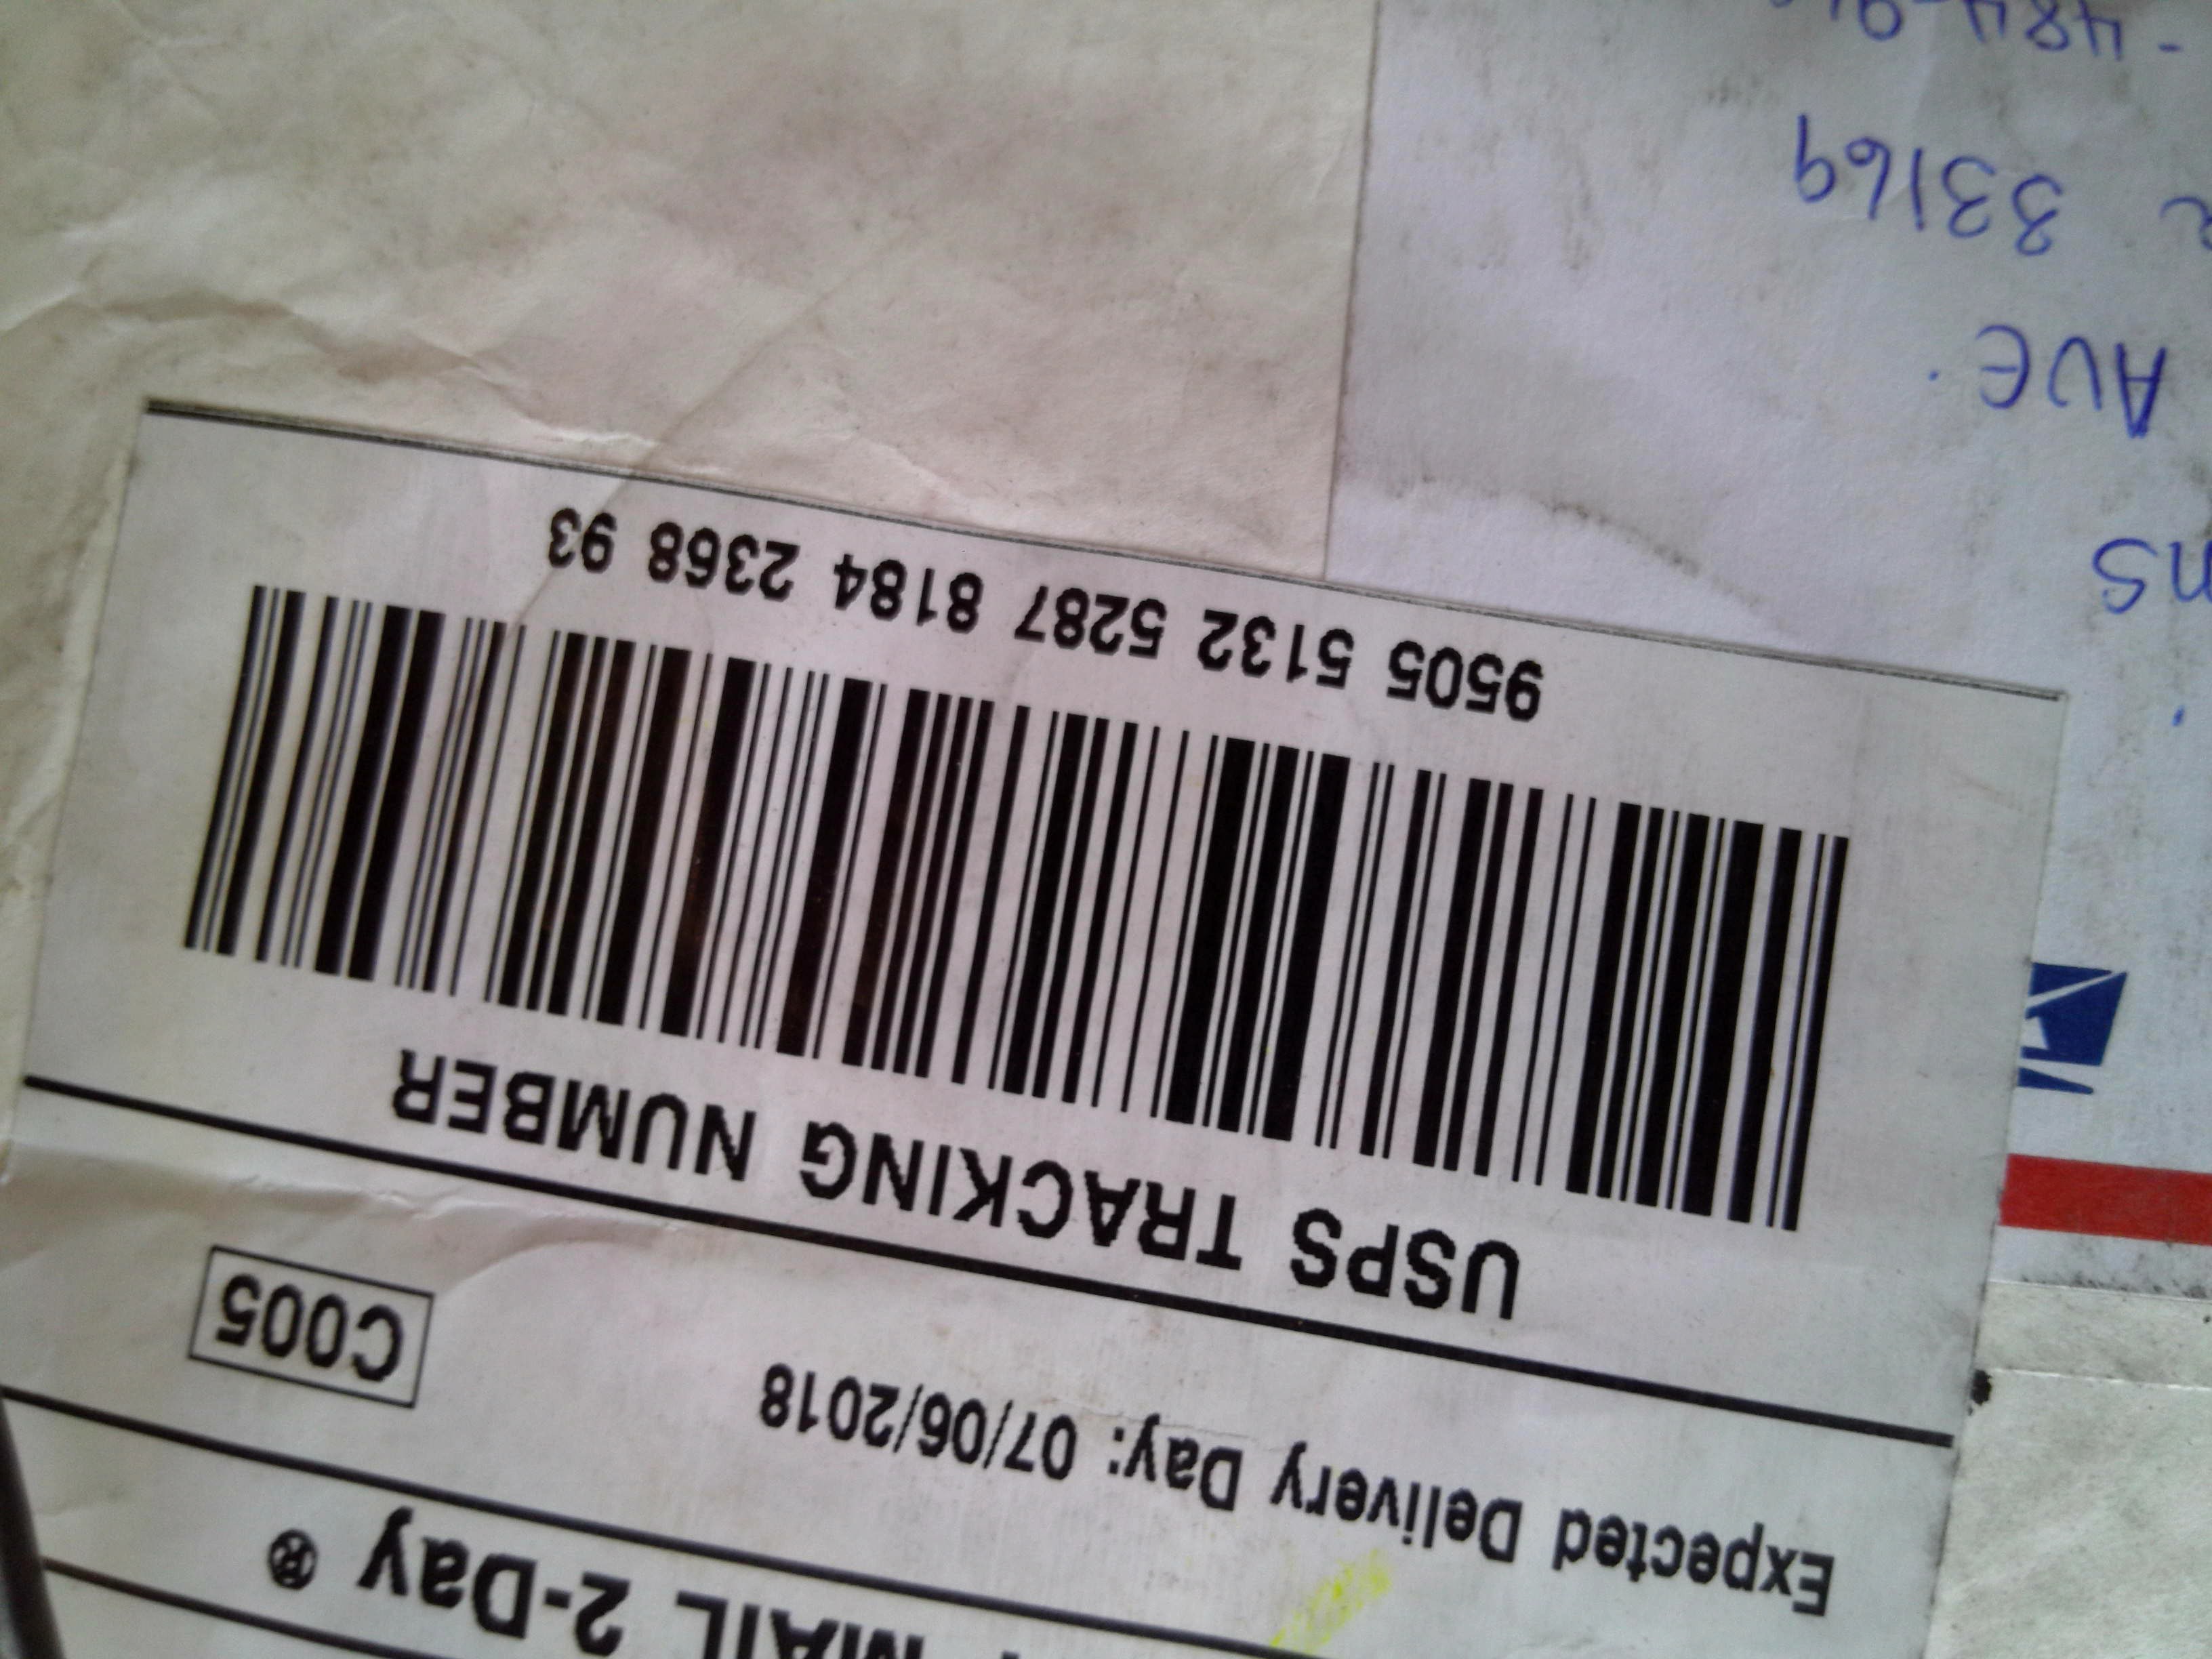 MAIL 2-Day ®
C005
Expected Delivery Day: 07/06/2018
USPS TRACKING NUMBER
9505 5132 5287 8184 2368 93
AVE
33169